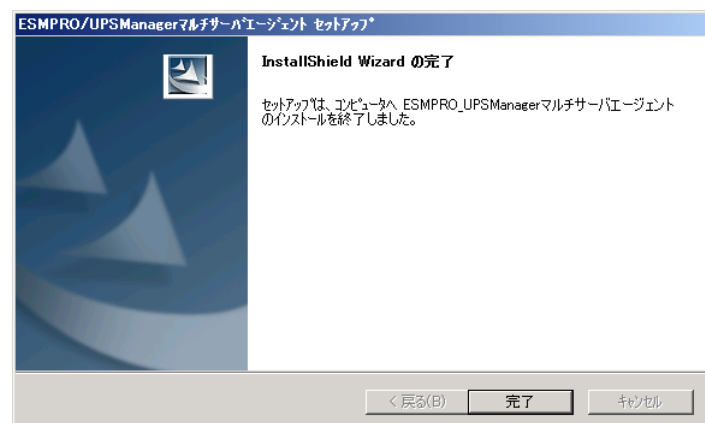 ESMPRO/UPSManagerﾏﾙﾁｻｰﾊﾞｴｰｼﾞｪﾝﾄ ｾｯﾄｱｯﾌﾟ
InstallShield Wizard の完了
ｾｯﾄｱｯﾌﾟは、ｺﾝﾋﾟｭｰﾀへ ESMPRO_UPSManagerマルチサーバエージェント
のインストールを終了しました。
< 戻る(B)
完了
ｷｬﾝｾﾙ